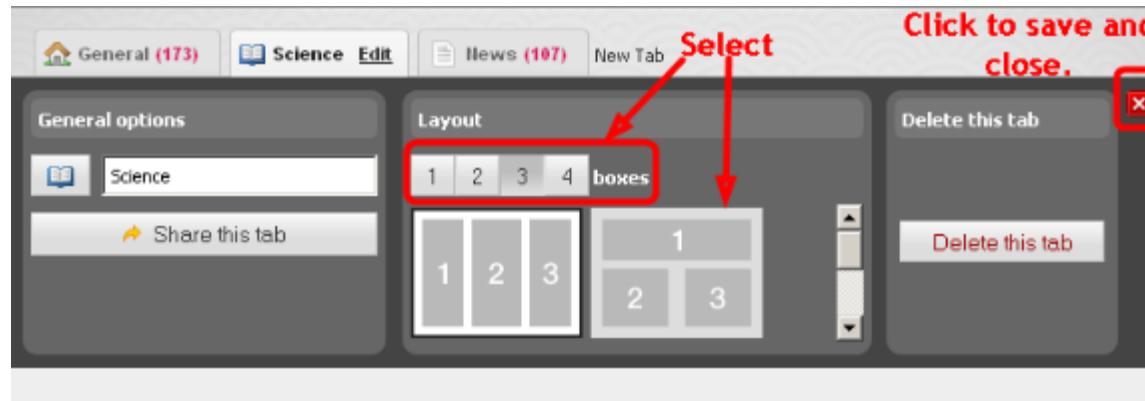 Click to save and
close.
General (173) Science Edit News (107) New Tab Select
General options Layout Delete this tab
Science 1 2 3 4 boxes
Share this tab 1 2 3 1 2 3 Delete this tab